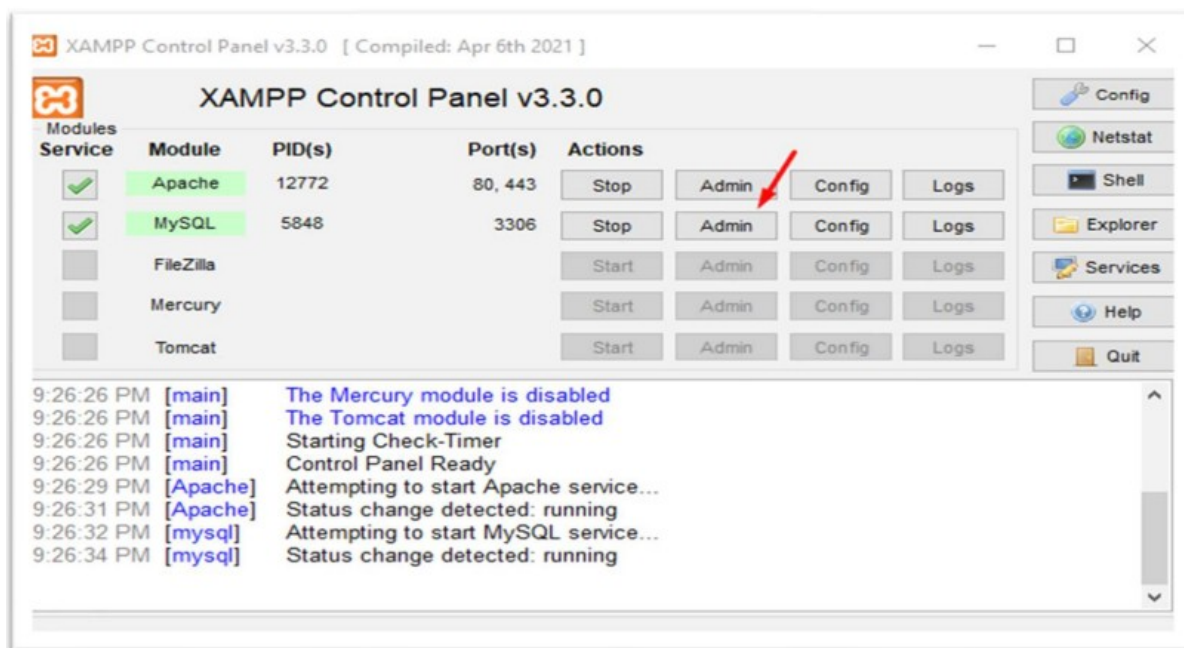 XAMPP Control Panel v3.3.0 [ Compiled: Apr 6th 2021 ]
XAMPP Control Panel v3.3.0
Config
Modules
Netstat
Service Module PID(s) Port(s) Actions
Apache 12772 80, 443 Stop Admin Config Logs
Shell
MySQL 5848 3306 Stop Admin Config Logs
Explorer
FileZilla Start Admin Config Logs
Services
Mercury Start Admin Config Logs
Help
Tomcat Start Admin Config Logs
Quit
9:26:26 PM [main] The Mercury module is disabled
9:26:26 PM [main] The Tomcat module is disabled
9:26:26 PM [main] Starting Check-Timer
9:26:26 PM [main] Control Panel Ready
9:26:29 PM [Apache] Attempting to start Apache service...
9:26:31 PM [Apache] Status change detected: running
9:26:32 PM [mysql] Attempting to start MySQL service...
9:26:34 PM [mysql] Status change detected: running